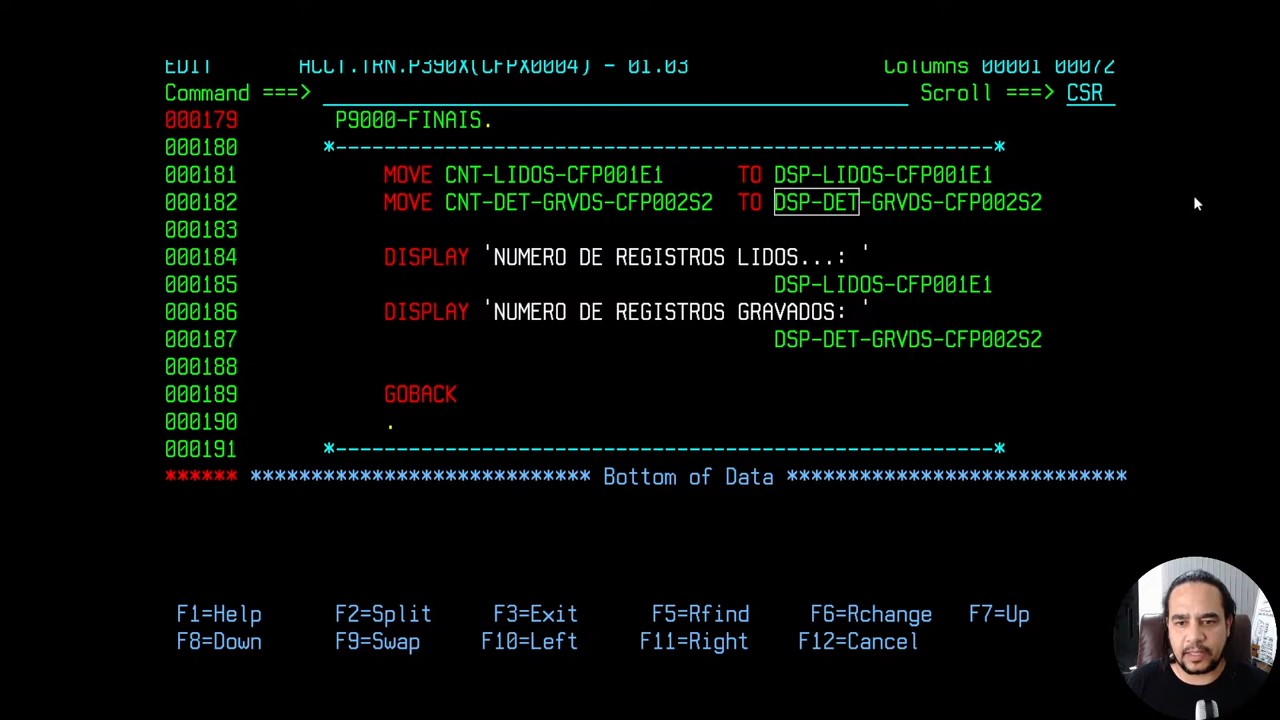 EDIT       ACCT.TRN.P390X(CFPX0004) - 01.03                Columns 00001 00072
Command ===>                                                  Scroll ===> CSR
000179        P9000-FINAIS.
000180       *------------------------------------------------------*
000181            MOVE CNT-LIDOS-CFP001E1      TO DSP-LIDOS-CFP001E1
000182            MOVE CNT-DET-GRVDS-CFP002S2  TO DSP-DET-GRVDS-CFP002S2
000183
000184            DISPLAY 'NUMERO DE REGISTROS LIDOS...: '
000185                                            DSP-LIDOS-CFP001E1
000186            DISPLAY 'NUMERO DE REGISTROS GRAVADOS: '
000187                                            DSP-DET-GRVDS-CFP002S2
000188
000189            GOBACK
000190            .
000191       *------------------------------------------------------*
****** **************************** Bottom of Data ****************************
F1=Help      F2=Split     F3=Exit      F5=Rfind     F6=Rchange   F7=Up
F8=Down      F9=Swap     F10=Left     F11=Right    F12=Cancel